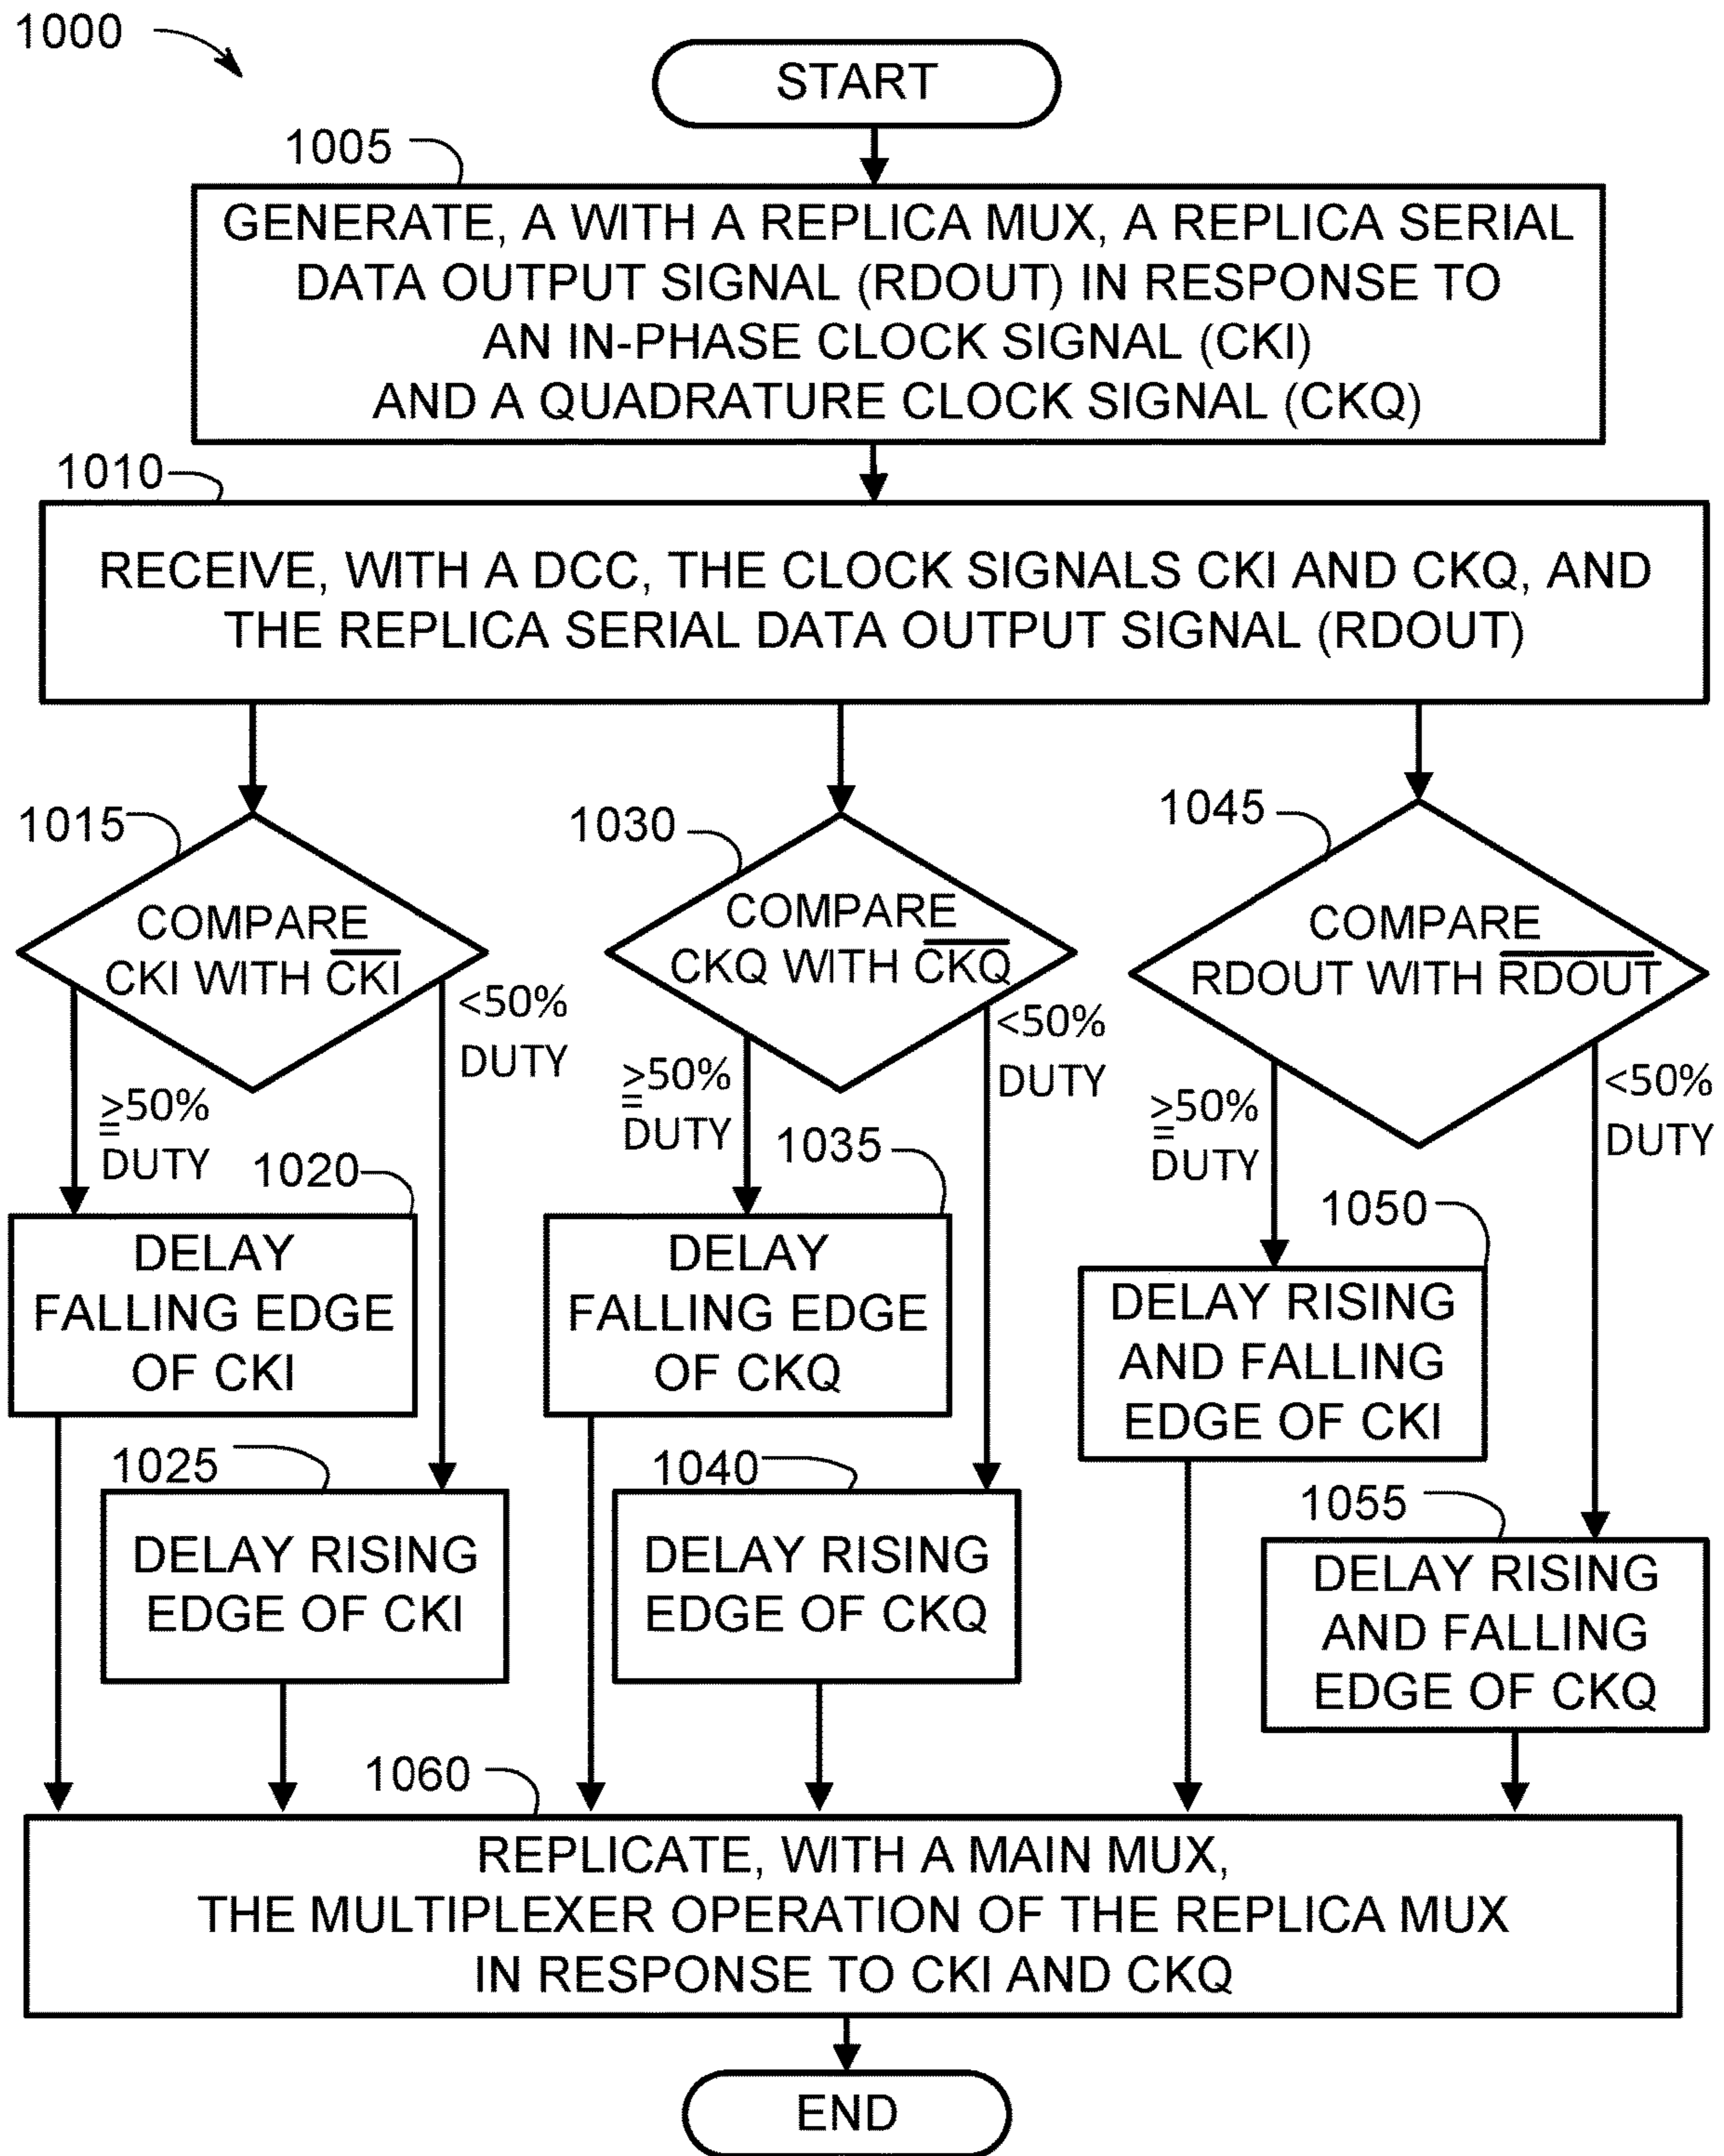 1000
START
1005
GENERATE, A WITH A REPLICA MUX, A REPLICA SERIAL
DATA OUTPUT SIGNAL (RDOUT) IN RESPONSE TO
AN IN-PHASE CLOCK SIGNAL (CKI)
AND A QUADRATURE CLOCK SIGNAL (CKQ)
1010
RECEIVE, WITH A DCC, THE CLOCK SIGNALS CKI AND CKQ, AND
THE REPLICA SERIAL DATA OUTPUT SIGNAL (RDOUT)
1015
COMPARE
CKI WITH C̅K̅I̅
≧50%
DUTY
<50%
DUTY
1020
DELAY
FALLING EDGE
OF CKI
1025
DELAY RISING
EDGE OF CKI
1030
COMPARE
CKQ WITH C̅K̅Q̅
≧50%
DUTY
<50%
DUTY
1035
DELAY
FALLING EDGE
OF CKQ
1040
DELAY RISING
EDGE OF CKQ
1045
COMPARE
RDOUT WITH R̅D̅O̅U̅T̅
≧50%
DUTY
<50%
DUTY
1050
DELAY RISING
AND FALLING
EDGE OF CKI
1055
DELAY RISING
AND FALLING
EDGE OF CKQ
1060
REPLICATE, WITH A MAIN MUX,
THE MULTIPLEXER OPERATION OF THE REPLICA MUX
IN RESPONSE TO CKI AND CKQ
END